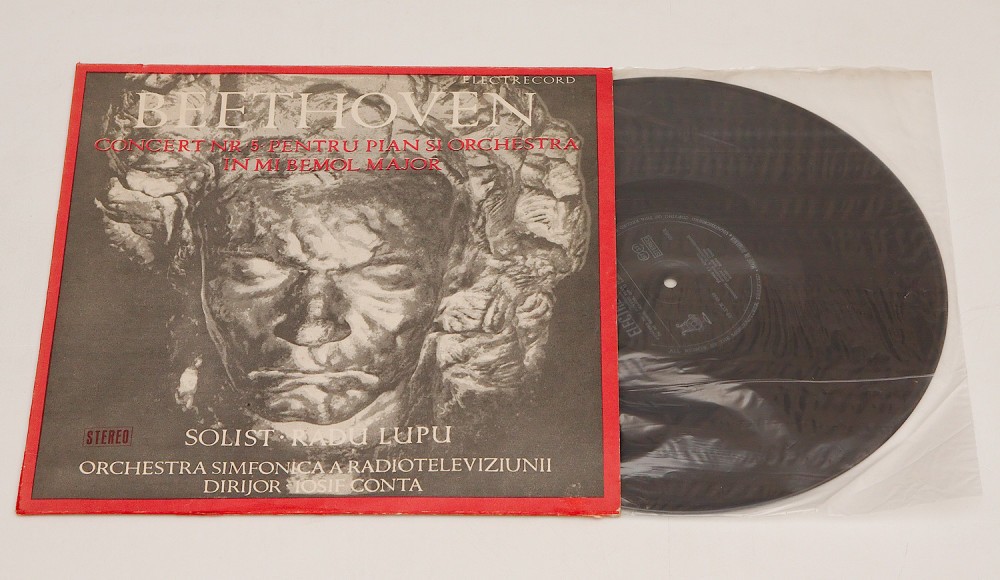 ELECTRECORD
BEETHOVEN
CONCERT NR 5·PENTRU PIAN SI ORCHESTRA
IN MI BEMOL MAJOR
STEREO
SOLIST·RADU LUPU
ORCHESTRA SIMFONICA A RADIOTELEVIZIUNII
DIRIJOR·IOSIF CONTA